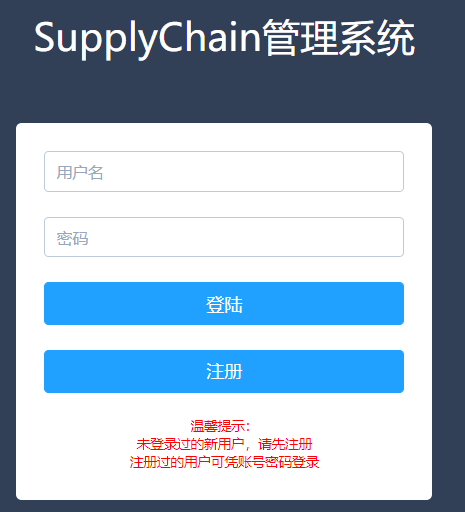 SupplyChain管理系统
用户名
密码
登陆
注册
温馨提示：
未登录过的新用户，请先注册
注册过的用户可凭账号密码登录